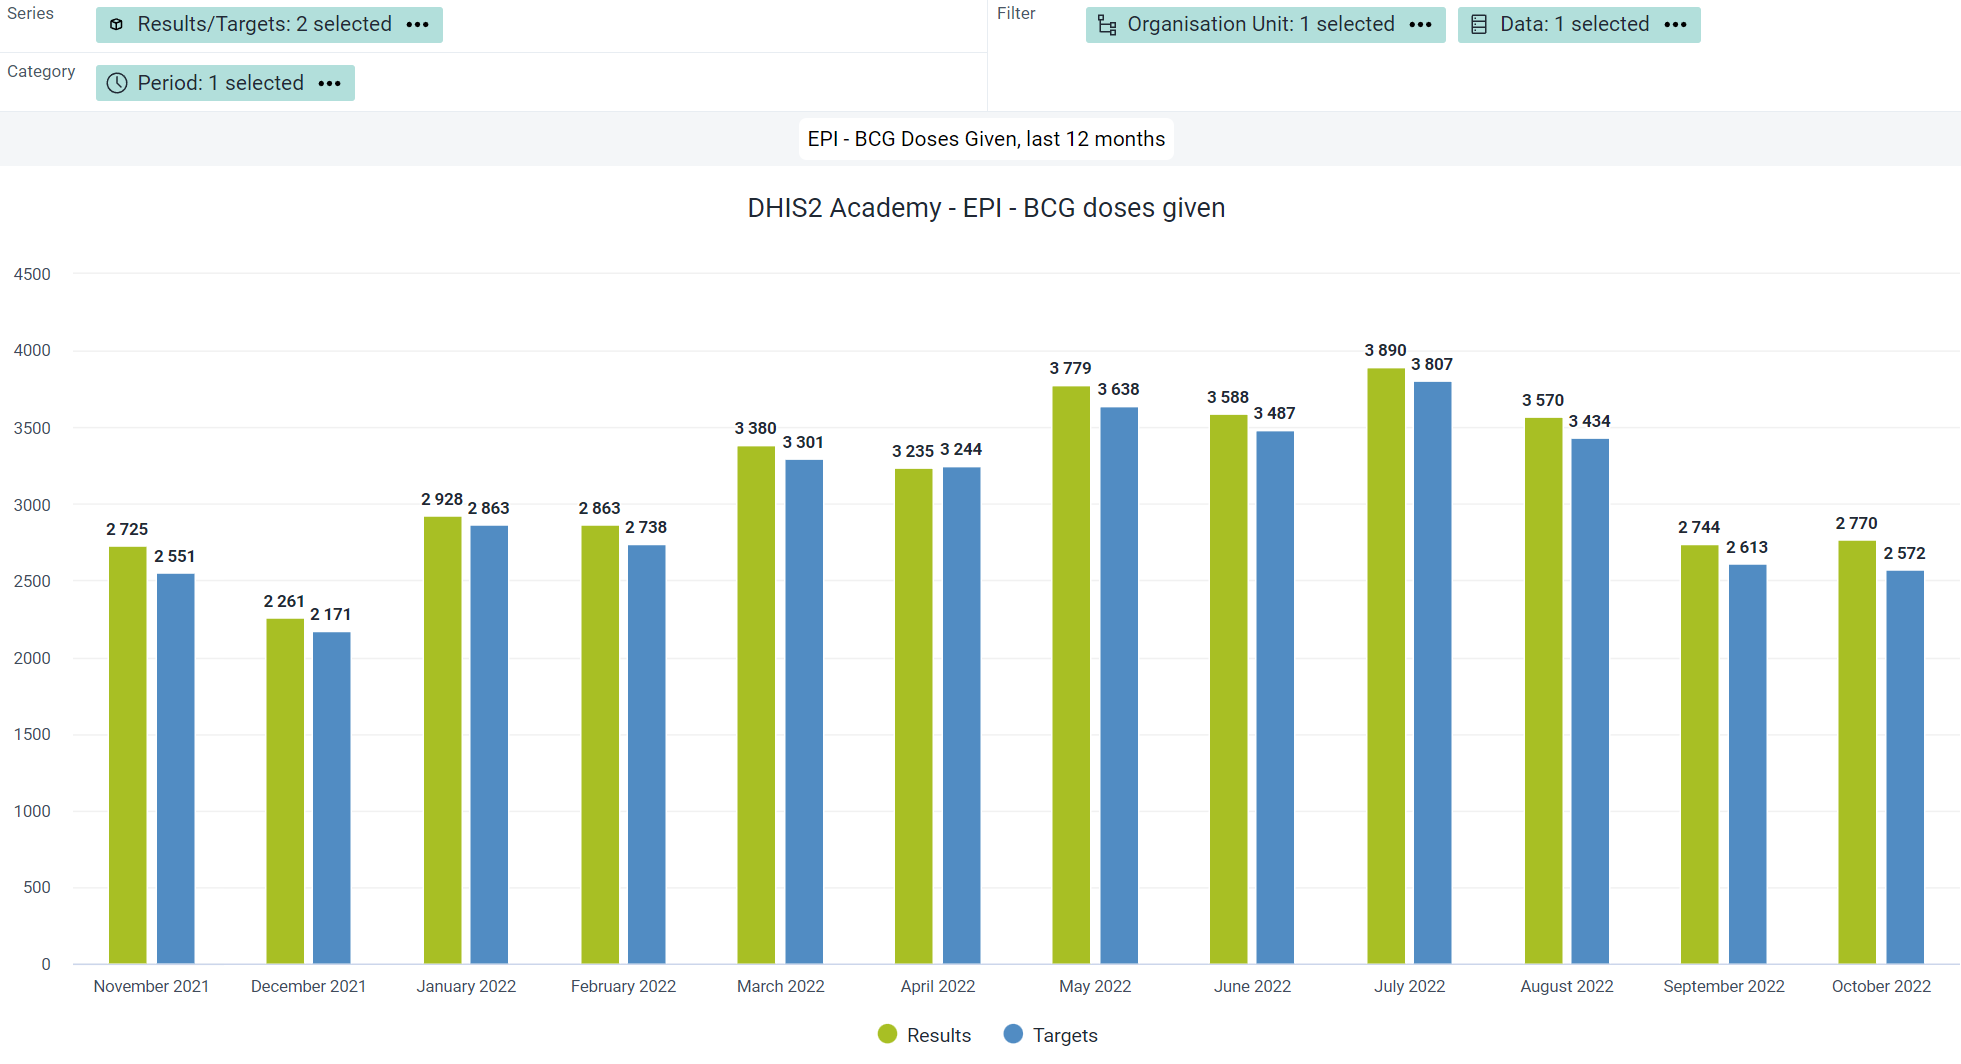 Series
Results/Targets: 2 selected
Filter
Organisation Unit: 1 selected
Data: 1 selected
Category
Period: 1 selected
EPI - BCG Doses Given, last 12 months
DHIS2 Academy - EPI - BCG doses given
4500
4000
3500
3000
2500
2000
1500
1000
500
0
2 725
2 551
2 261
2 171
2 928
2 863
2 863
2 738
3 380
3 301
3 235
3 244
3 779
3 638
3 588
3 487
3 890
3 807
3 570
3 434
2 744
2 613
2 770
2 572
November 2021
December 2021
January 2022
February 2022
March 2022
April 2022
May 2022
June 2022
July 2022
August 2022
September 2022
October 2022
Results
Targets